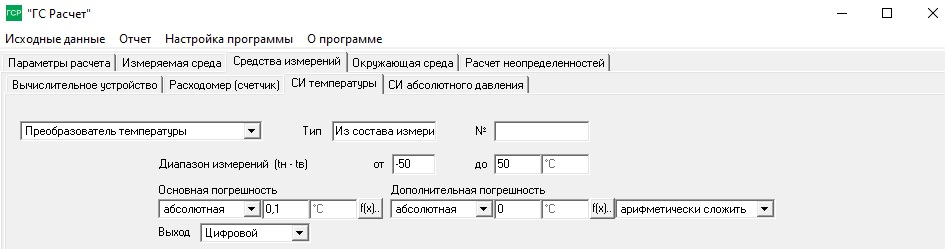 ГСР "ГС Расчет"
Исходные данные Отчет Настройка программы О программе
Параметры расчета Измеряемая среда Средства измерений Окружающая среда Расчет неопределенностей
Вычислительное устройство Расходомер (счетчик) СИ температуры СИ абсолютного давления
Преобразователь температуры Тип Из состава измери №
Диапазон измерений (tн - tв) от -50 до 50 °C
Основная погрешность Дополнительная погрешность
абсолютная 0,1 °C f(x).. абсолютная 0 °C f(x).. арифметически сложить
Выход Цифровой